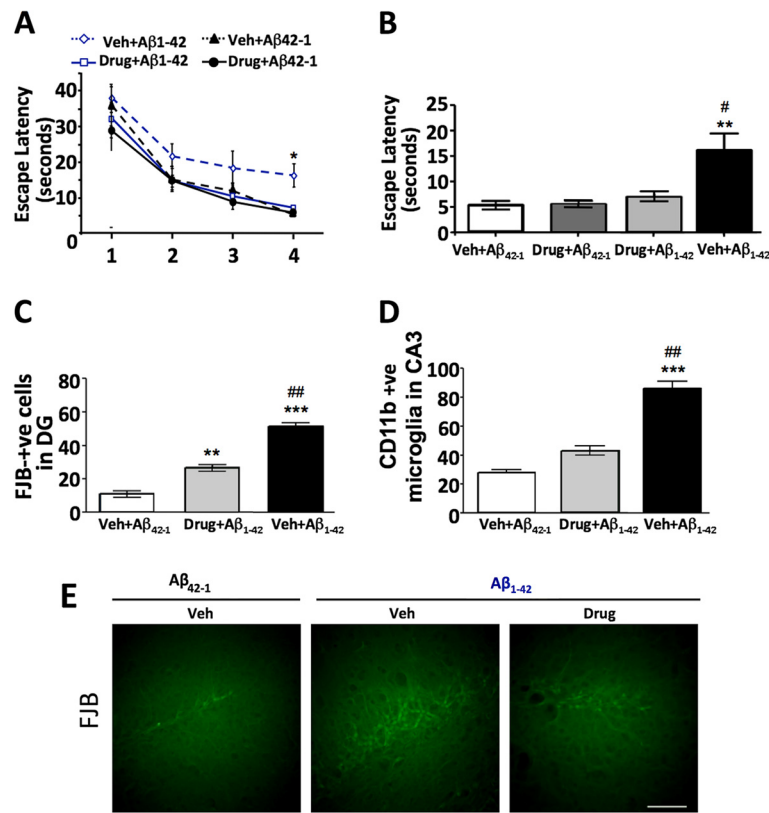 A
Veh+Aβ1-42 Veh+Aβ42-1
Drug+Aβ1-42 Drug+Aβ42-1
Escape Latency
(seconds)
40
30
20
10
0
*
1 2 3 4
B
Escape Latency
(seconds)
25
20
15
10
5
0
#
**
Veh+Aβ42-1 Drug+Aβ42-1 Drug+Aβ1-42 Veh+Aβ1-42
C
FJB-+ve cells
in DG
80
60
40
20
0
**
##
***
Veh+Aβ42-1 Drug+Aβ1-42 Veh+Aβ1-42
D
CD11b +ve
microglia in CA3
100
80
60
40
20
0
##
***
Veh+Aβ42-1 Drug+Aβ1-42 Veh+Aβ1-42
E
Aβ42-1 Aβ1-42
Veh Veh Drug
FJB